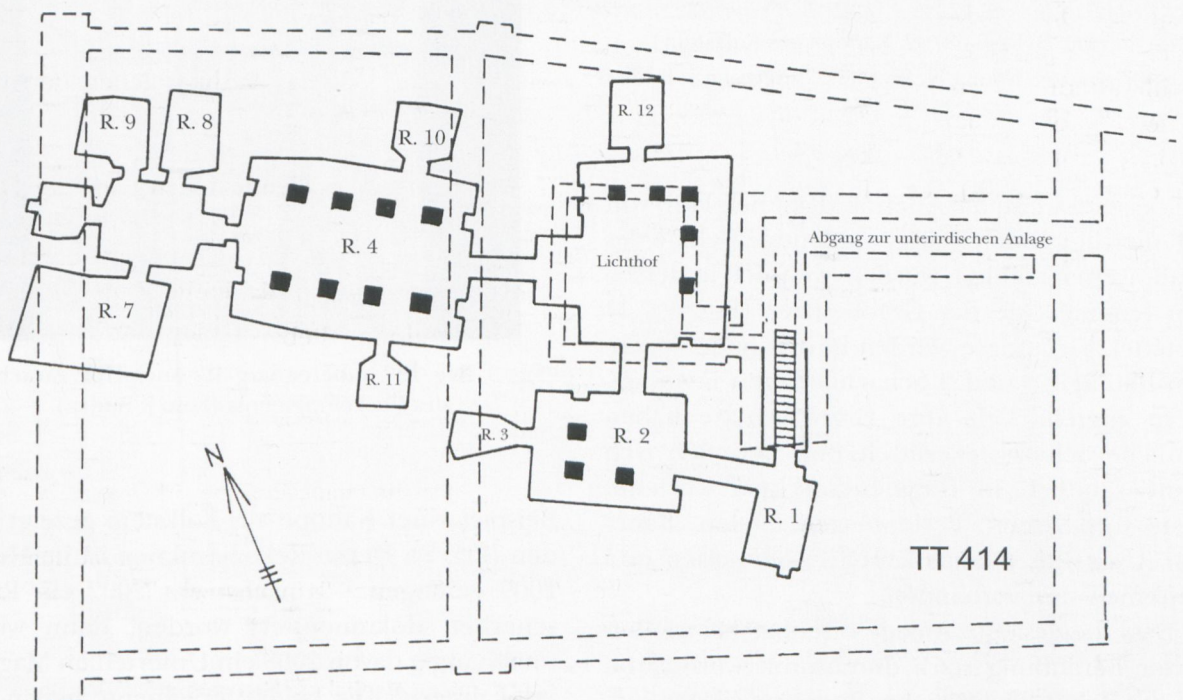 R. 9
R. 8
R. 10
R. 12
R. 4
Abgang zur unterirdischen Anlage
Lichthof
R. 7
R. 11
R. 3
R. 2
N
R. 1
TT 414